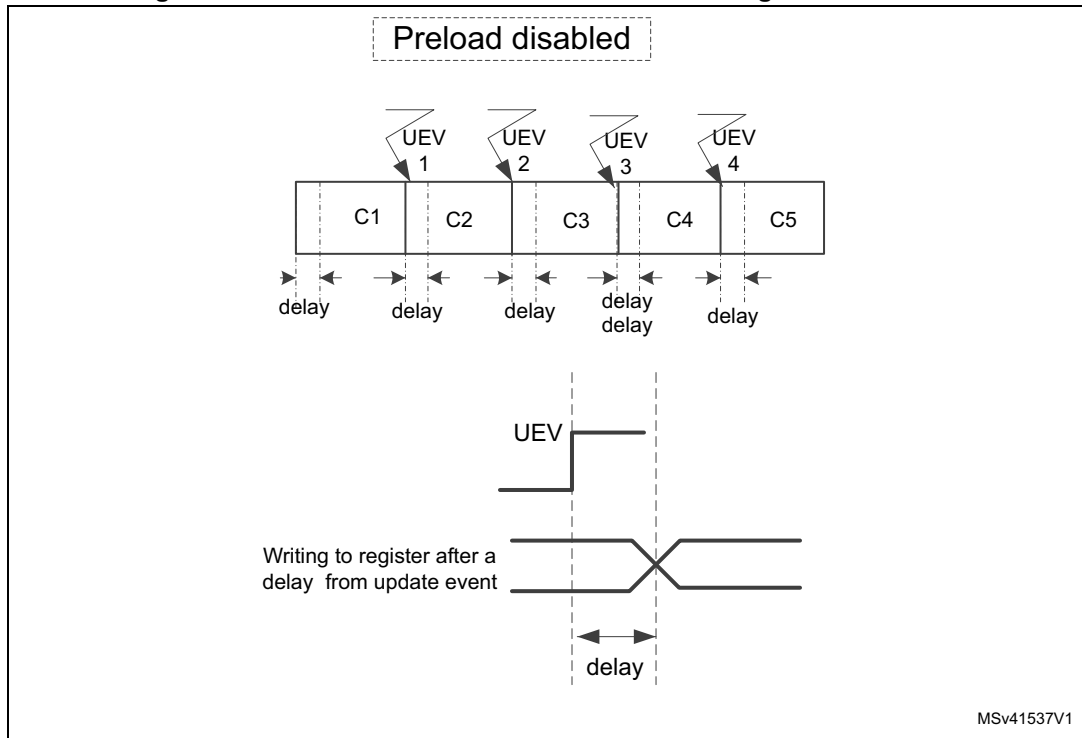 Preload disabled
UEV
1
UEV
2
UEV
3
UEV
4
C1
C2
C3
C4
C5
delay
delay
delay
delay
delay
delay
UEV
Writing to register after a
delay from update event
delay
MSv41537V1